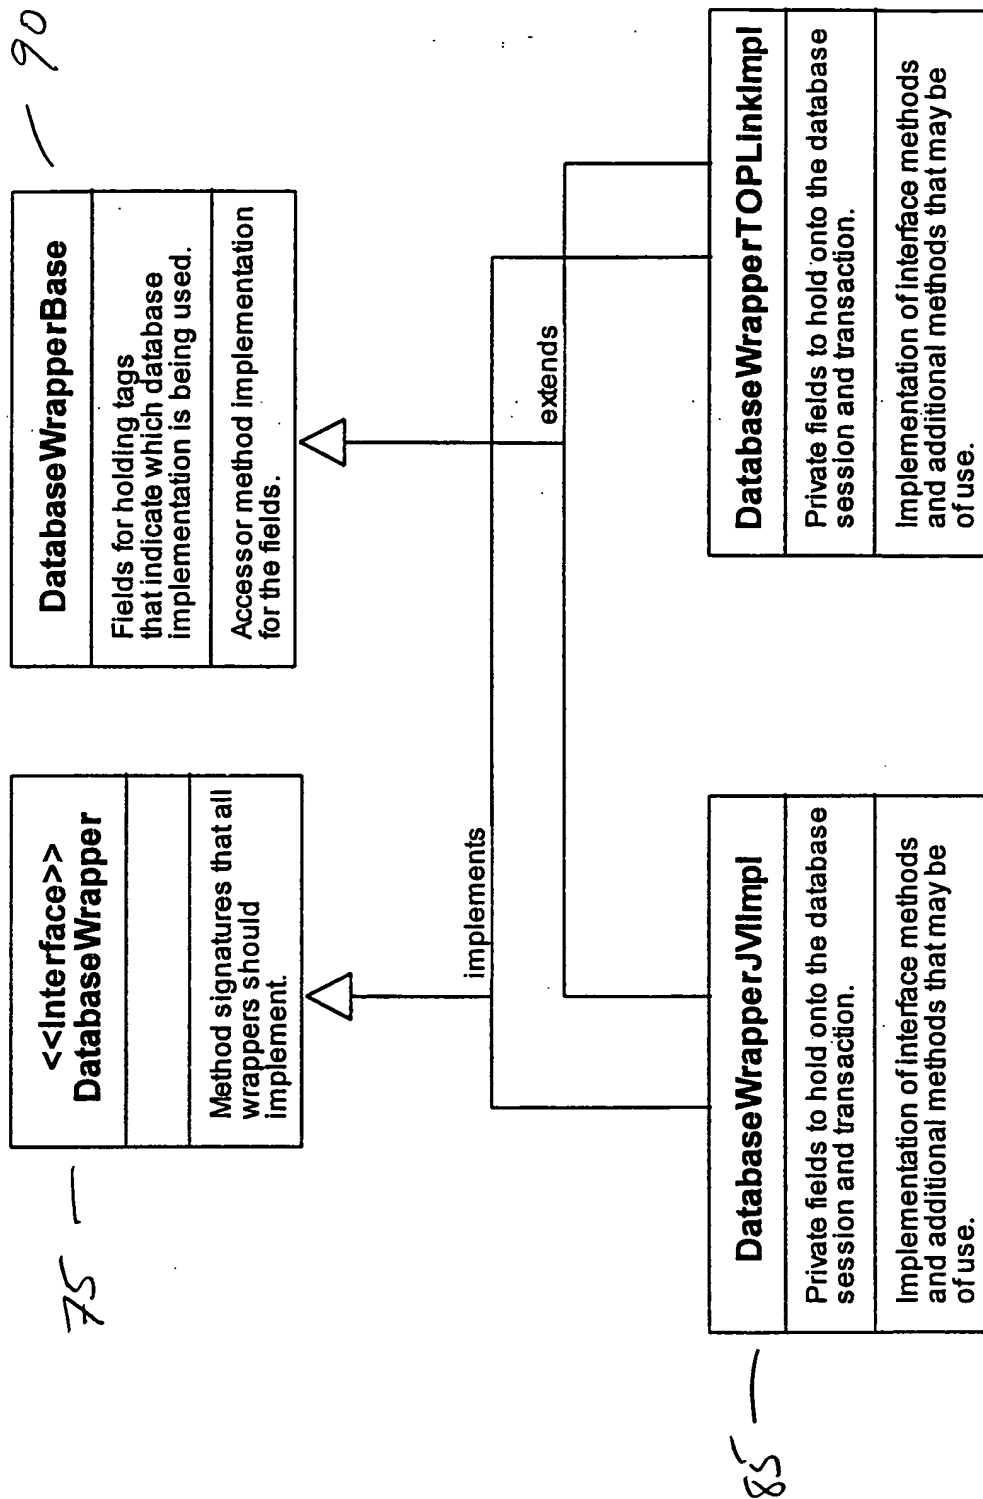 75
<<Interface>>
DatabaseWrapper
Method signatures that all
wrappers should
implement.
90
DatabaseWrapperBase
Fields for holding tags
that indicate which database
implementation is being used.
Accessor method implementation
for the fields.
implements
extends
85
DatabaseWrapperJVIImpl
Private fields to hold onto the database
session and transaction.
Implementation of interface methods
and additional methods that may be
of use.
DatabaseWrapperTOPLinkImpl
Private fields to hold onto the database
session and transaction.
Implementation of interface methods
and additional methods that may be
of use.